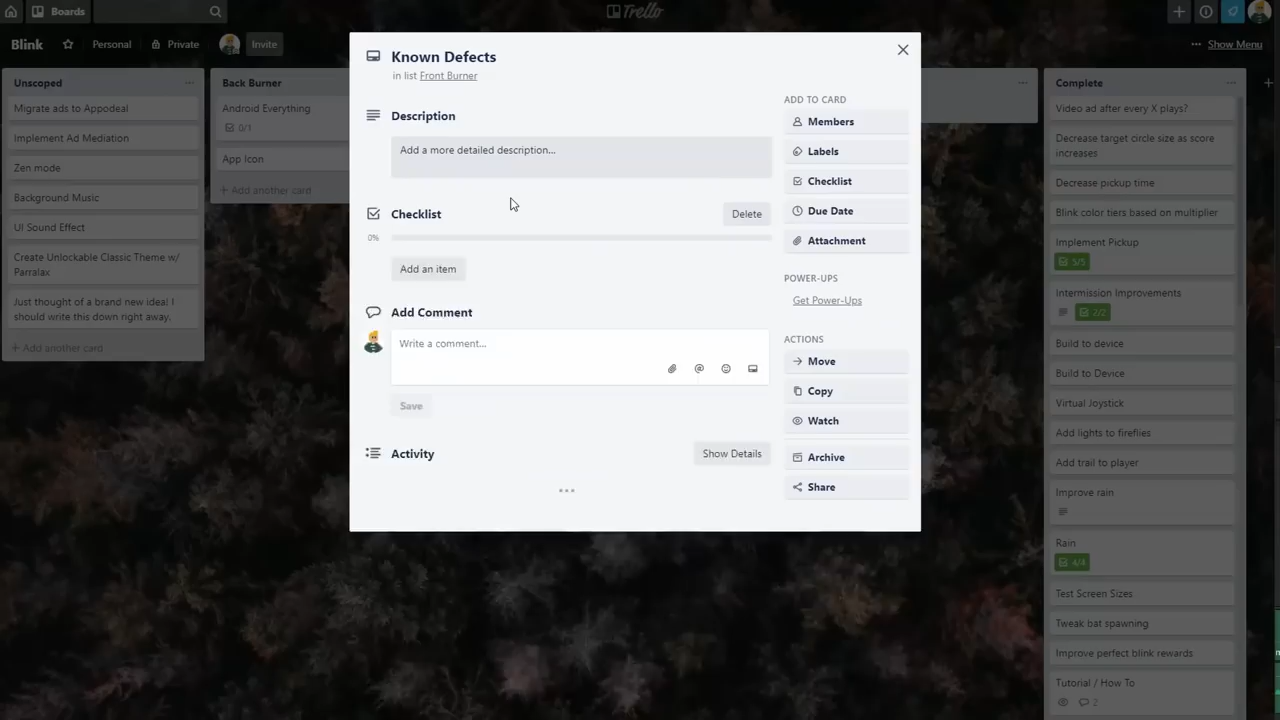 Boards
Trello
Blink
Personal
Private
Invite
Show Menu
Unscoped
Migrate ads to Appodeal
Implement Ad Mediation
Zen mode
Background Music
UI Sound Effect
Create Unlockable Classic Theme w/
Parralax
Just thought of a brand new idea! I
should write this down right away.
+ Add another card
Back Burner
Android Everything
0/1
App Icon
+ Add another card
Known Defects
in list Front Burner
Description
Add a more detailed description...
Checklist
Delete
0%
Add an item
Add Comment
Write a comment...
Save
Activity
Show Details
ADD TO CARD
Members
Labels
Checklist
Due Date
Attachment
POWER-UPS
Get Power-Ups
ACTIONS
Move
Copy
Watch
Archive
Share
Complete
Video ad after every X plays?
Decrease target circle size as score
increases
Decrease pickup time
Blink color tiers based on multiplier
Implement Pickup
5/5
Intermission Improvements
2/2
Build to device
Build to Device
Virtual Joystick
Add lights to fireflies
Add trail to player
Improve rain
Rain
4/4
Test Screen Sizes
Tweak bat spawning
Improve perfect blink rewards
Tutorial / How To
2